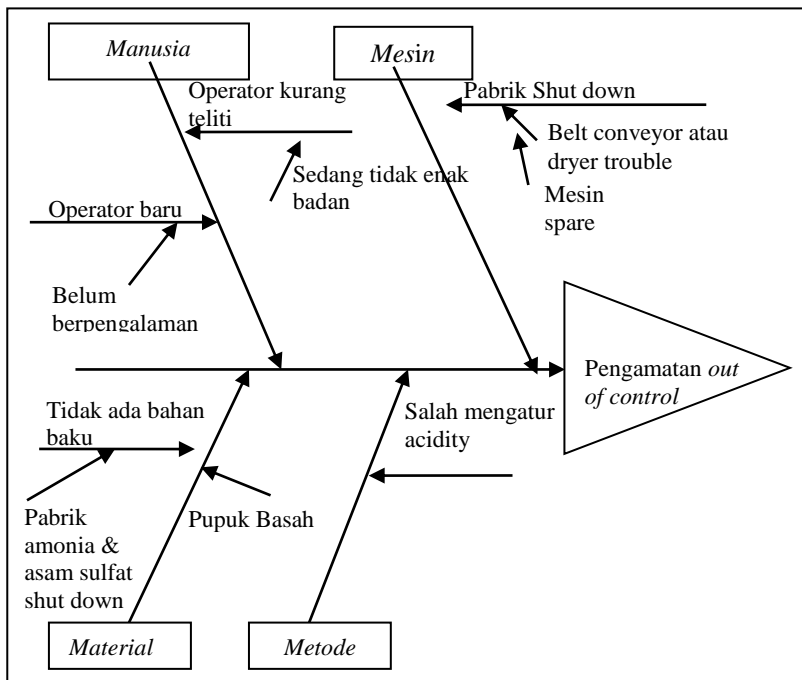 Manusia
Mesin
Operator kurang
teliti
Pabrik Shut down
Belt conveyor atau
dryer trouble
Sedang tidak enak
badan
Mesin
spare
Operator baru
Belum
berpengalaman
Pengamatan out
of control
Tidak ada bahan
baku
Salah mengatur
acidity
Pupuk Basah
Pabrik
amonia &
asam sulfat
shut down
Material
Metode